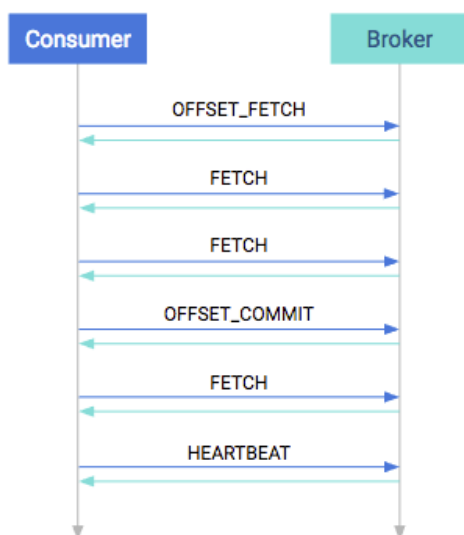 Consumer
Broker
OFFSET_FETCH
FETCH
FETCH
OFFSET_COMMIT
FETCH
HEARTBEAT